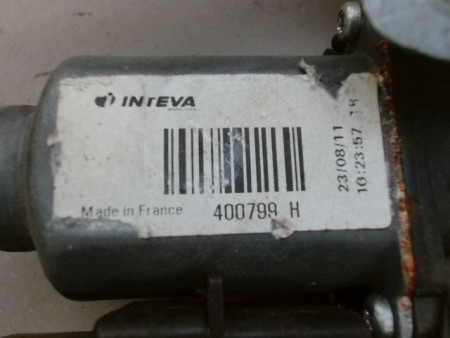 INTEVA
Made in France
400799 H
23/08/11
16:23:57